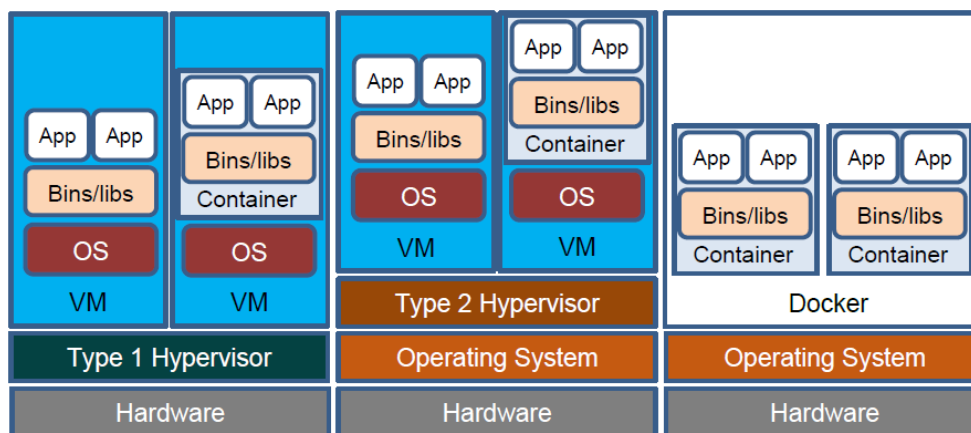 App App
Bins/libs
OS
VM
App App
Bins/libs
Container
OS
VM
Type 1 Hypervisor
Hardware
App App
Bins/libs
OS
VM
App App
Bins/libs
Container
OS
VM
Type 2 Hypervisor
Operating System
Hardware
App App
Bins/libs
Container
App App
Bins/libs
Container
Docker
Operating System
Hardware